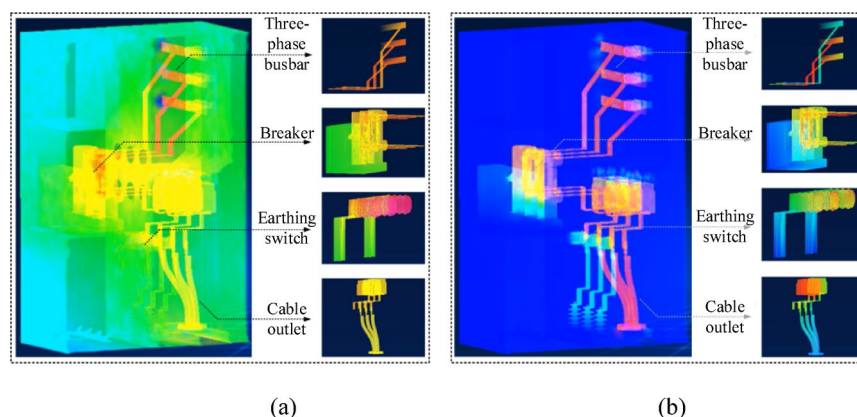 Three-
phase
busbar
Breaker
Earthing
switch
Cable
outlet
Three-
phase
busbar
Breaker
Earthing
switch
Cable
outlet
(a)
(b)